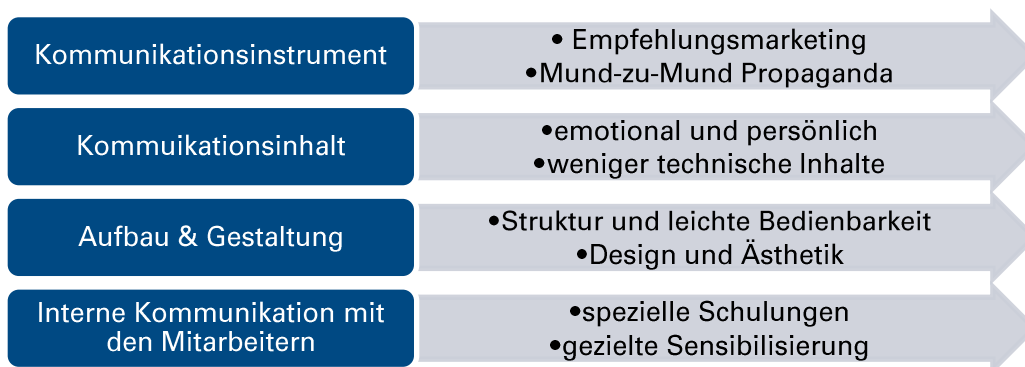 Kommunikationsinstrument
• Empfehlungsmarketing
•Mund-zu-Mund Propaganda
Kommuikationsinhalt
•emotional und persönlich
•weniger technische Inhalte
Aufbau & Gestaltung
•Struktur und leichte Bedienbarkeit
•Design und Ästhetik
Interne Kommunikation mit
den Mitarbeitern
•spezielle Schulungen
•gezielte Sensibilisierung